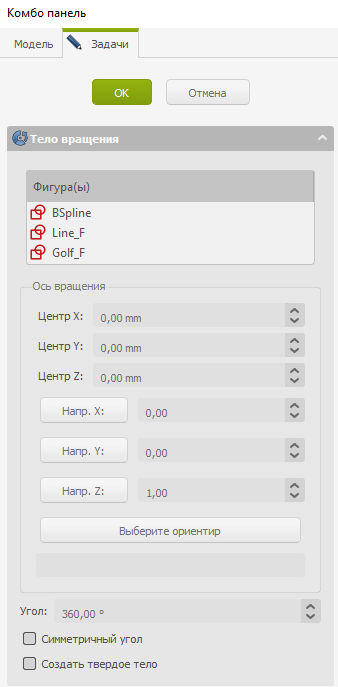 Комбо панель
Модель Задачи
OK Отмена
Тело вращения
Фигура(ы)
BSpline
Line_F
Golf_F
Ось вращения
Центр X: 0,00 mm
Центр Y: 0,00 mm
Центр Z: 0,00 mm
Напр. X: 0,00
Напр. Y: 0,00
Напр. Z: 1,00
Выберите ориентир
Угол: 360,00 °
Симметричный угол
Создать твердое тело